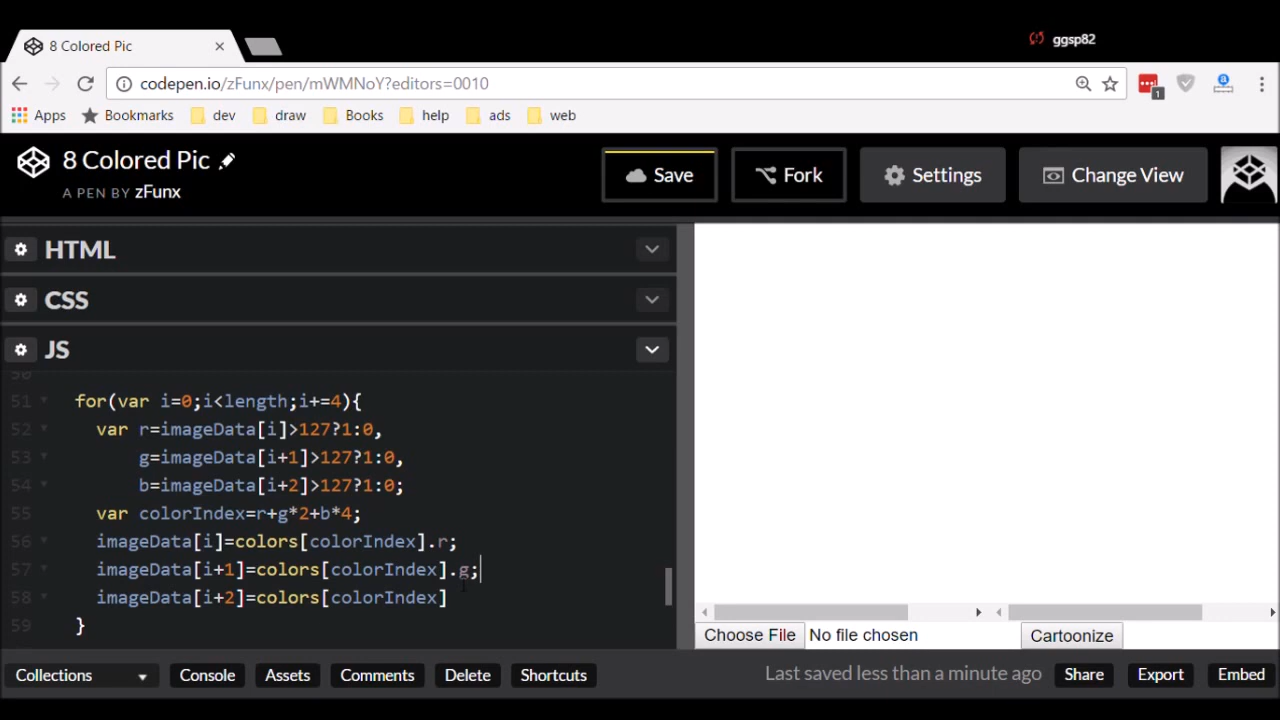 8 Colored Pic
ggsp82
codepen.io/zFunx/pen/mWMNoY?editors=0010
1
Apps Bookmarks dev draw Books help ads web
8 Colored Pic
A PEN BY zFunx
Save Fork Settings Change View
HTML
CSS
JS
50
51 for(var i=0;i<length;i+=4){
52 var r=imageData[i]>127?1:0,
53 g=imageData[i+1]>127?1:0,
54 b=imageData[i+2]>127?1:0;
55 var colorIndex=r+g*2+b*4;
56 imageData[i]=colors[colorIndex].r;
57 imageData[i+1]=colors[colorIndex].g;
58 imageData[i+2]=colors[colorIndex]
59 }
Choose File No file chosen Cartoonize
Collections Console Assets Comments Delete Shortcuts Last saved less than a minute ago Share Export Embed